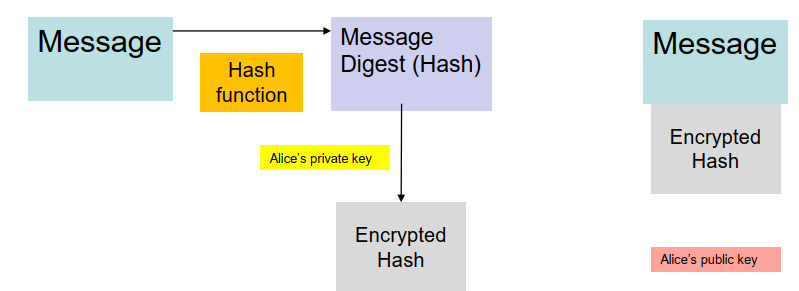 Message
Hash
function
Message
Digest (Hash)
Alice's private key
Encrypted
Hash
Message
Encrypted
Hash
Alice's public key